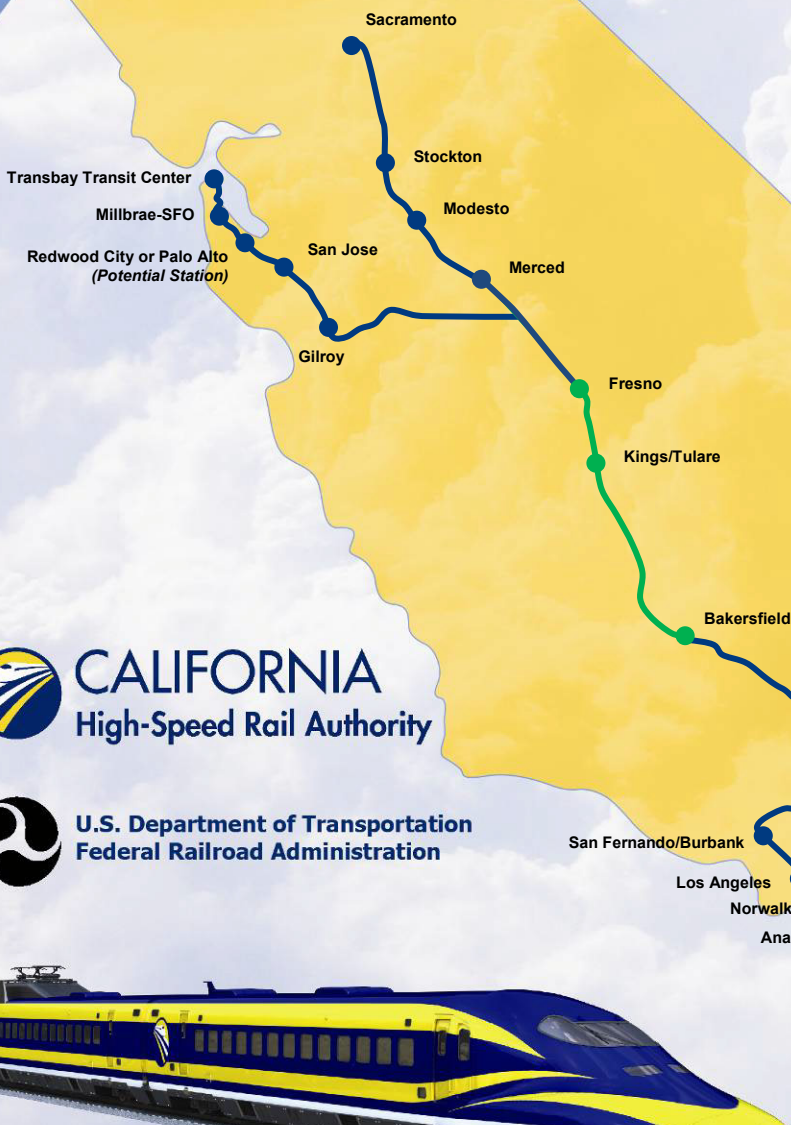 Sacramento
Stockton
Transbay Transit Center
Modesto
Millbrae-SFO
San Jose
Redwood City or Palo Alto
(Potential Station)
Merced
Gilroy
Fresno
Kings/Tulare
Bakersfield
CALIFORNIA
High-Speed Rail Authority
U.S. Department of Transportation
Federal Railroad Administration
San Fernando/Burbank
Los Angeles
Norwalk
Ana